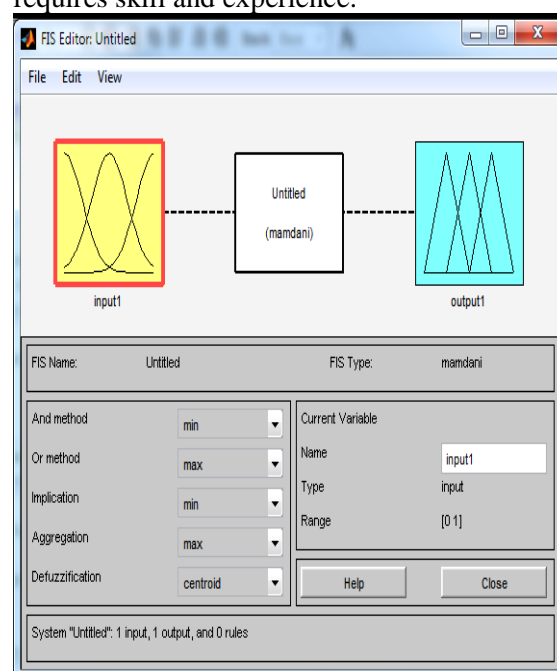 requires skill and experience.
FIS Editor: Untitled
File Edit View
Untitled
(mamdani)
input1
output1
FIS Name: Untitled FIS Type: mamdani
And method min
Or method max
Implication min
Aggregation max
Defuzzification centroid
Current Variable
Name input1
Type input
Range [0 1]
Help Close
System "Untitled": 1 input, 1 output, and 0 rules